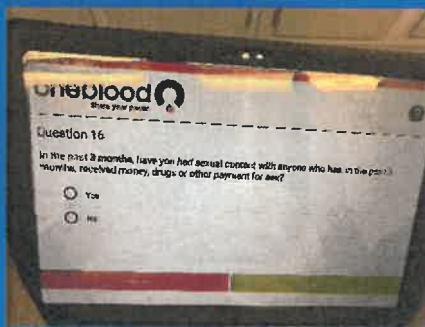 oneblood
Share your power
Question 16
In the past 3 months, have you had sexual contact with anyone who has, in the past 3
months, received money, drugs or other payment for sex?
Yes
No